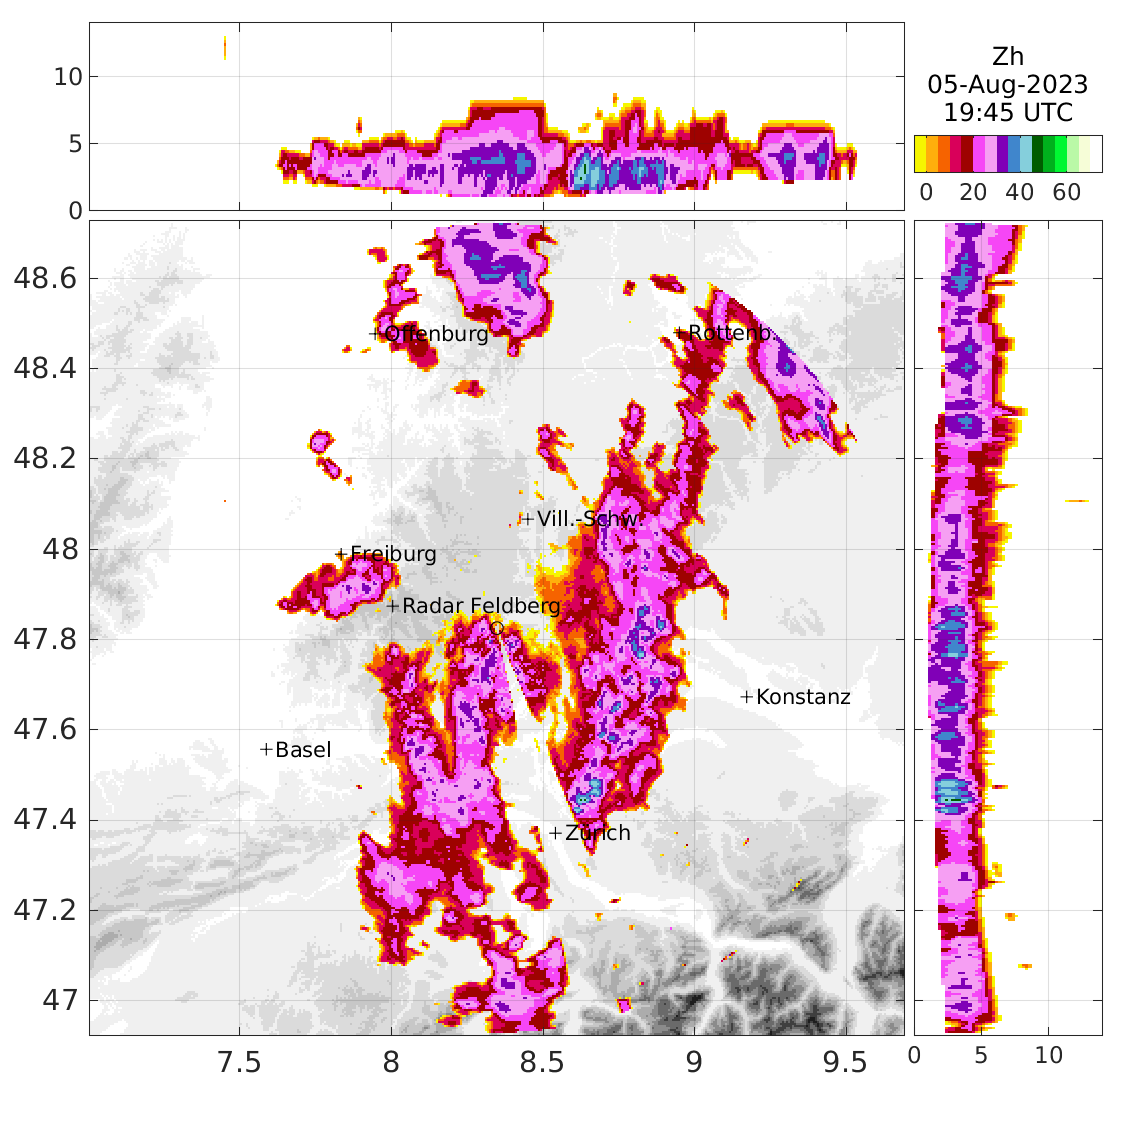 Zh
05-Aug-2023
19:45 UTC
0 20 40 60
10
5
0
48.6
48.4
48.2
48
47.8
47.6
47.4
47.2
47
Offenburg
Rottenb.
Vill.-Schw.
Freiburg
Radar Feldberg
Konstanz
Basel
Zürich
7.5 8 8.5 9 9.5
0 5 10